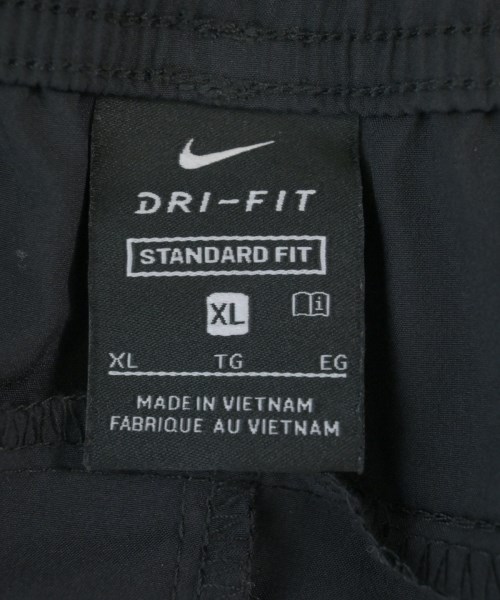 DRI-FIT
STANDARD FIT
XL i
XL TG EG
MADE IN VIETNAM
FABRIQUE AU VIETNAM